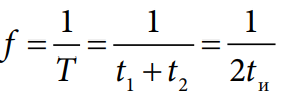 f = 1/T = 1/(t₁ + t₂) = 1/(2tи)